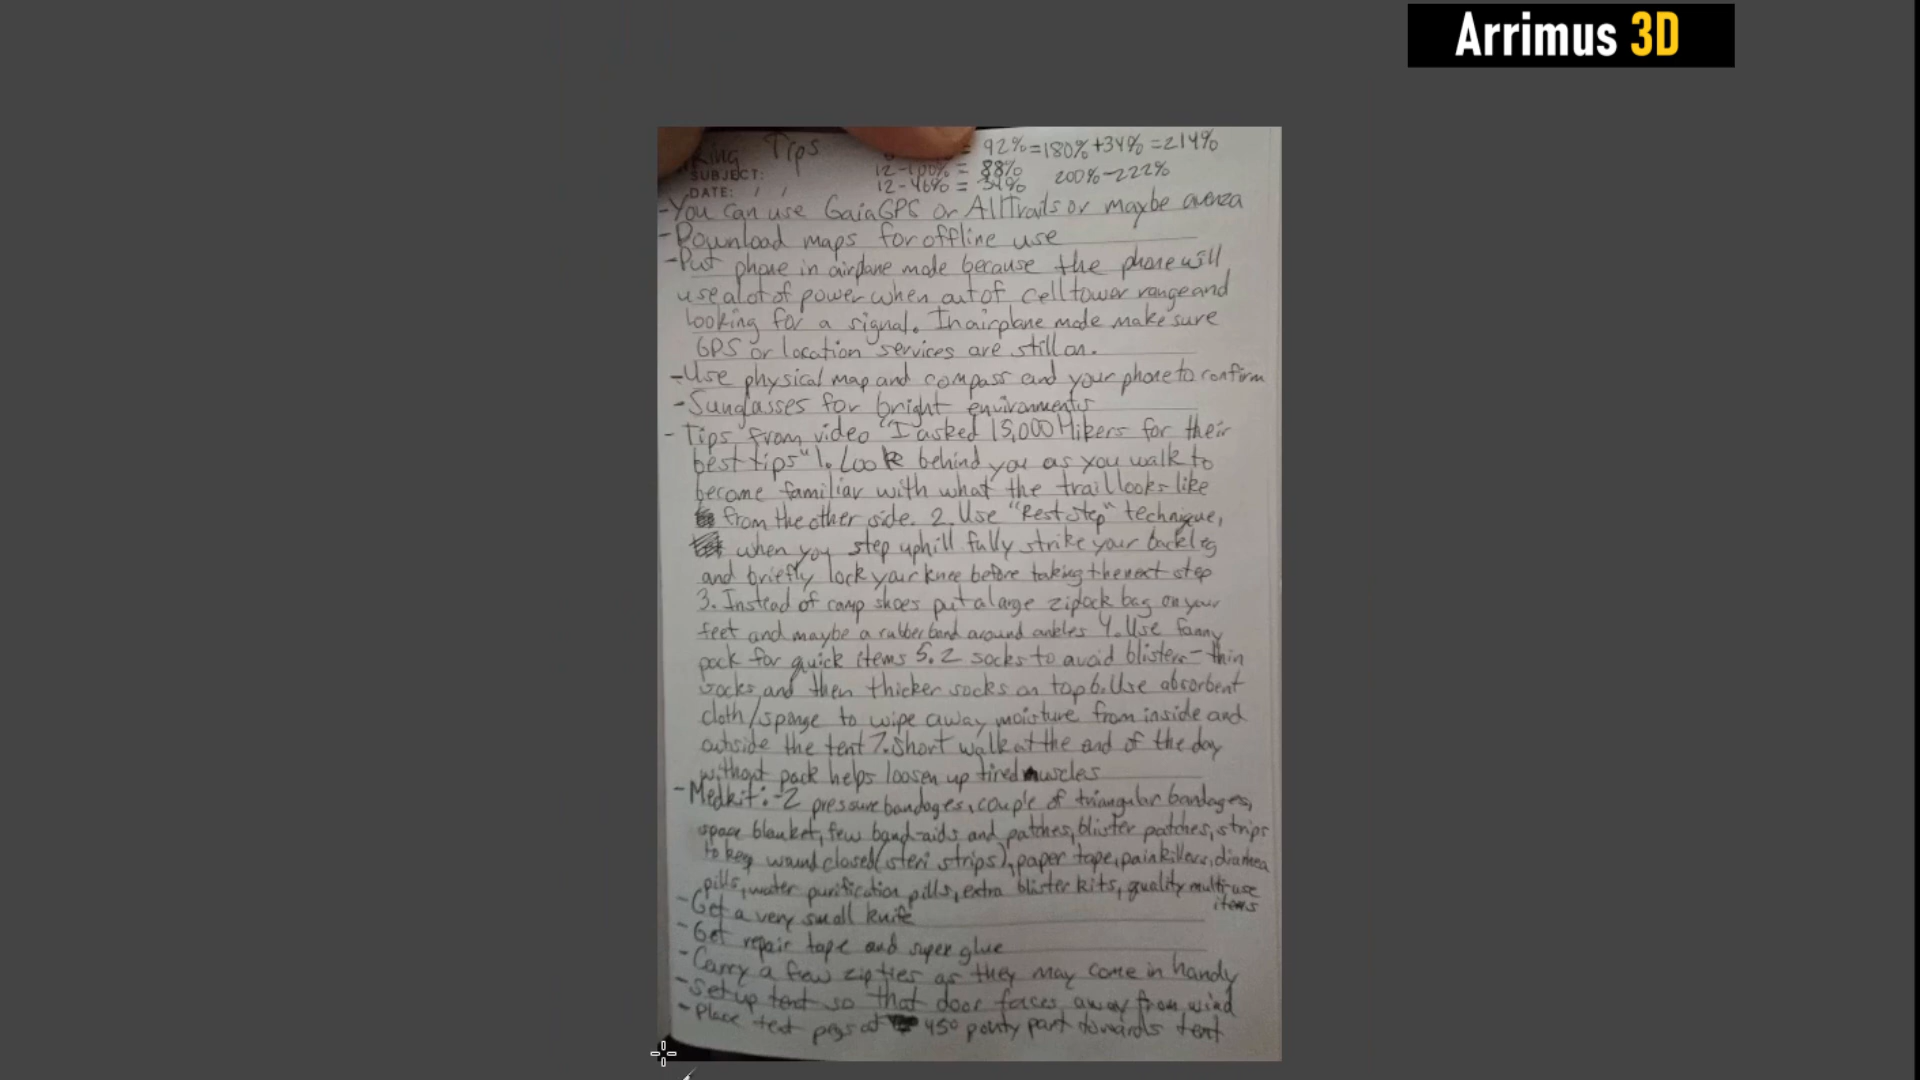 Arrimus 3D
king Tips
= 92% = 180% + 34% = 214%
SUBJECT:
12-100% = 88% 200%-222%
DATE: / /
12-46% = 34%
-You can use GaiaGPS or AllTrails or maybe avenza
-Download maps for offline use
-Put phone in airplane mode because the phone will
use a lot of power when out of cell tower range and
looking for a signal. In airplane mode make sure
GPS or location services are still on.
-Use physical map and compass and your phone to confirm
-Sunglasses for bright environments
-Tips from video "I asked 15,000 Hikers for their
best tips" 1. Look behind you as you walk to
become familiar with what the trail looks like
from the other side. 2. Use "Rest step" technique,
when you step uphill fully strike your back leg
and briefly lock your knee before taking the next step
3. Instead of camp shoes put a large ziplock bag on your
feet and maybe a rubber band around ankles 4. Use fanny
pack for quick items 5. 2 socks to avoid blisters - thin
socks and then thicker socks on top 6. Use absorbent
cloth/sponge to wipe away moisture from inside and
outside the tent 7. Short walk at the end of the day
without pack helps loosen up tired muscles
-Medkit: -2 pressure bandages, couple of triangular bandages,
space blanket, few band-aids and patches, blister patches, strips
to keep wound closed (steri strips), paper tape, painkillers, diarrhea
pills, water purification pills, extra blister kits, quality multi-use
items
-Get a very small knife
-Get repair tape and super glue
-Carry a few zipties as they may come in handy
-Set up tent so that door faces away from wind
-Place tent pegs at 45° pointy part towards tent